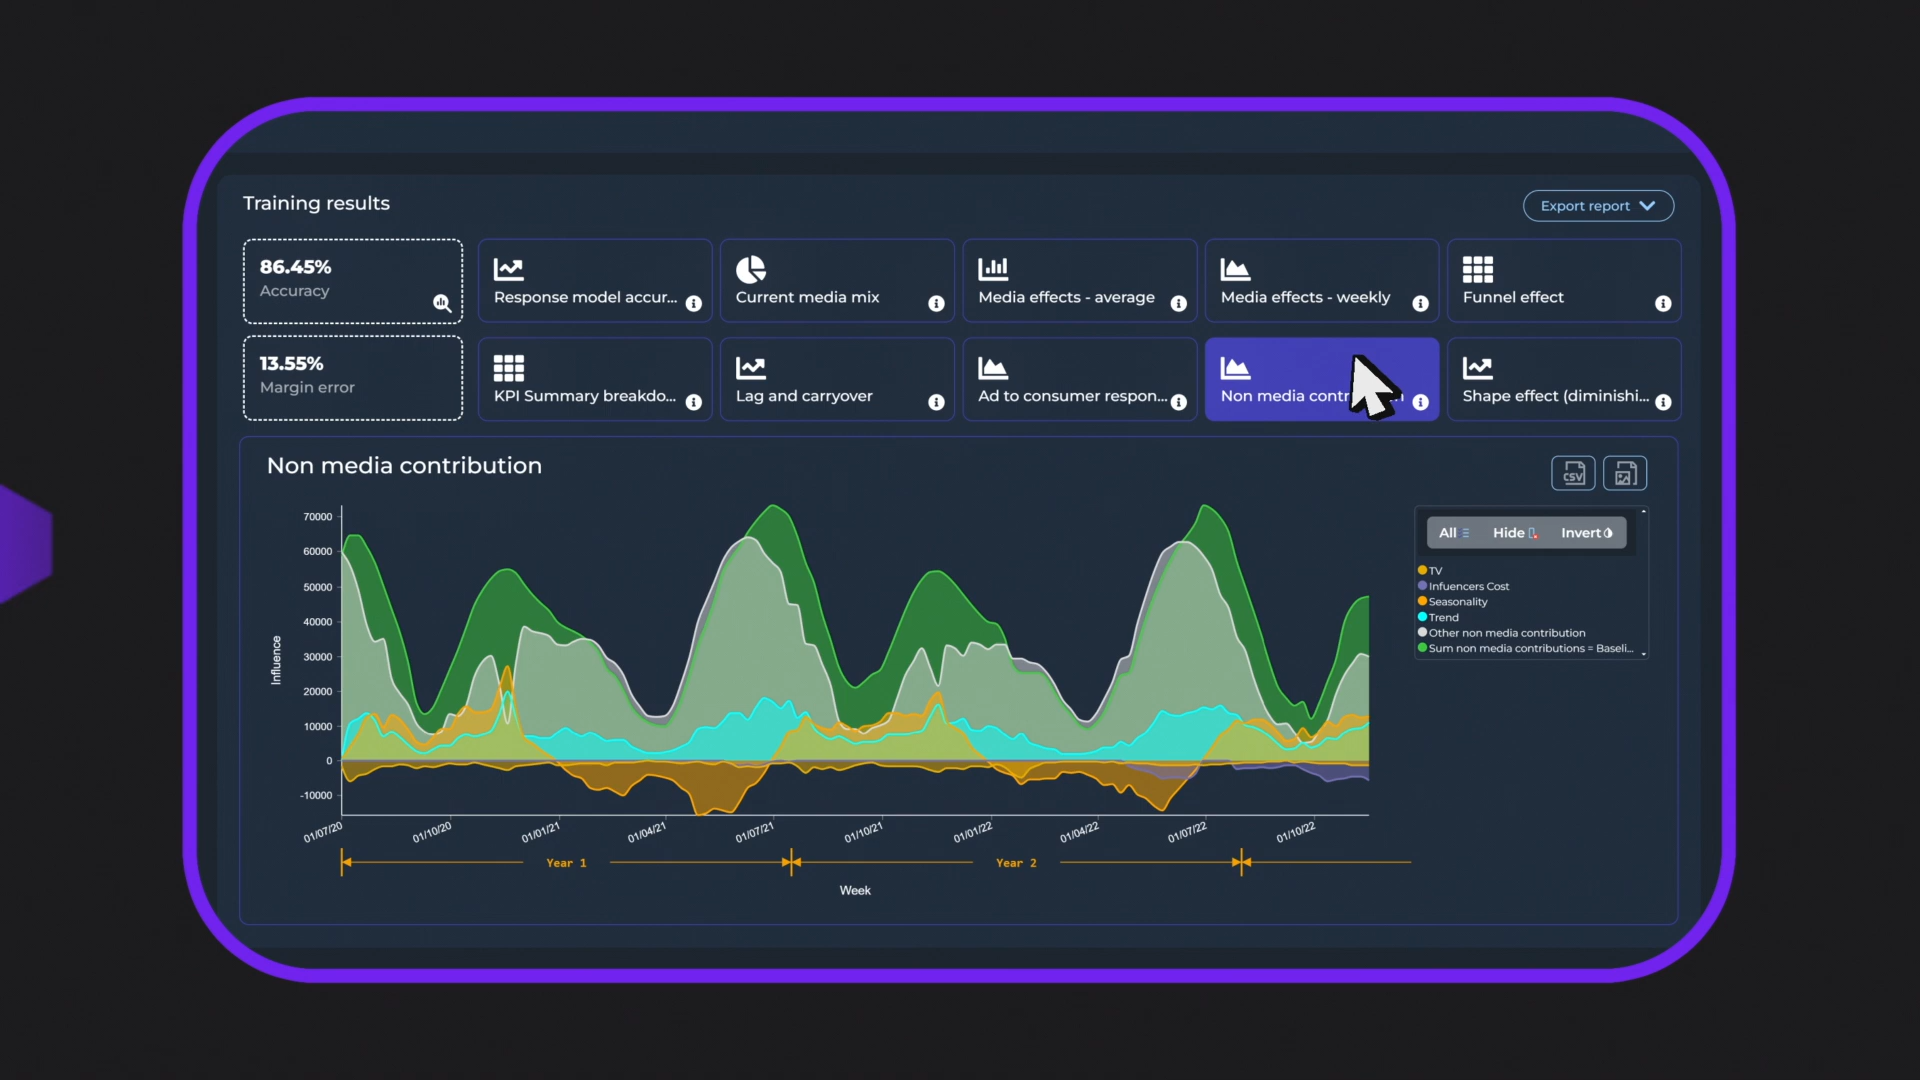 Training results
Export report
86.45%
Accuracy
Response model accur...
Current media mix
Media effects - average
Media effects - weekly
Funnel effect
13.55%
Margin error
KPI Summary breakdo...
Lag and carryover
Ad to consumer respon...
Non media contr
Shape effect (diminishi...
Non media contribution
CSV
All
Hide
Invert
TV
Infuencers Cost
Seasonality
Trend
Other non media contribution
Sum non media contributions = Baseli...
Influence
70000
60000
50000
40000
30000
20000
10000
0
-10000
01/07/20
01/10/20
01/01/21
01/04/21
01/07/21
01/10/21
01/01/22
01/04/22
01/07/22
01/10/22
Year 1
Year 2
Week